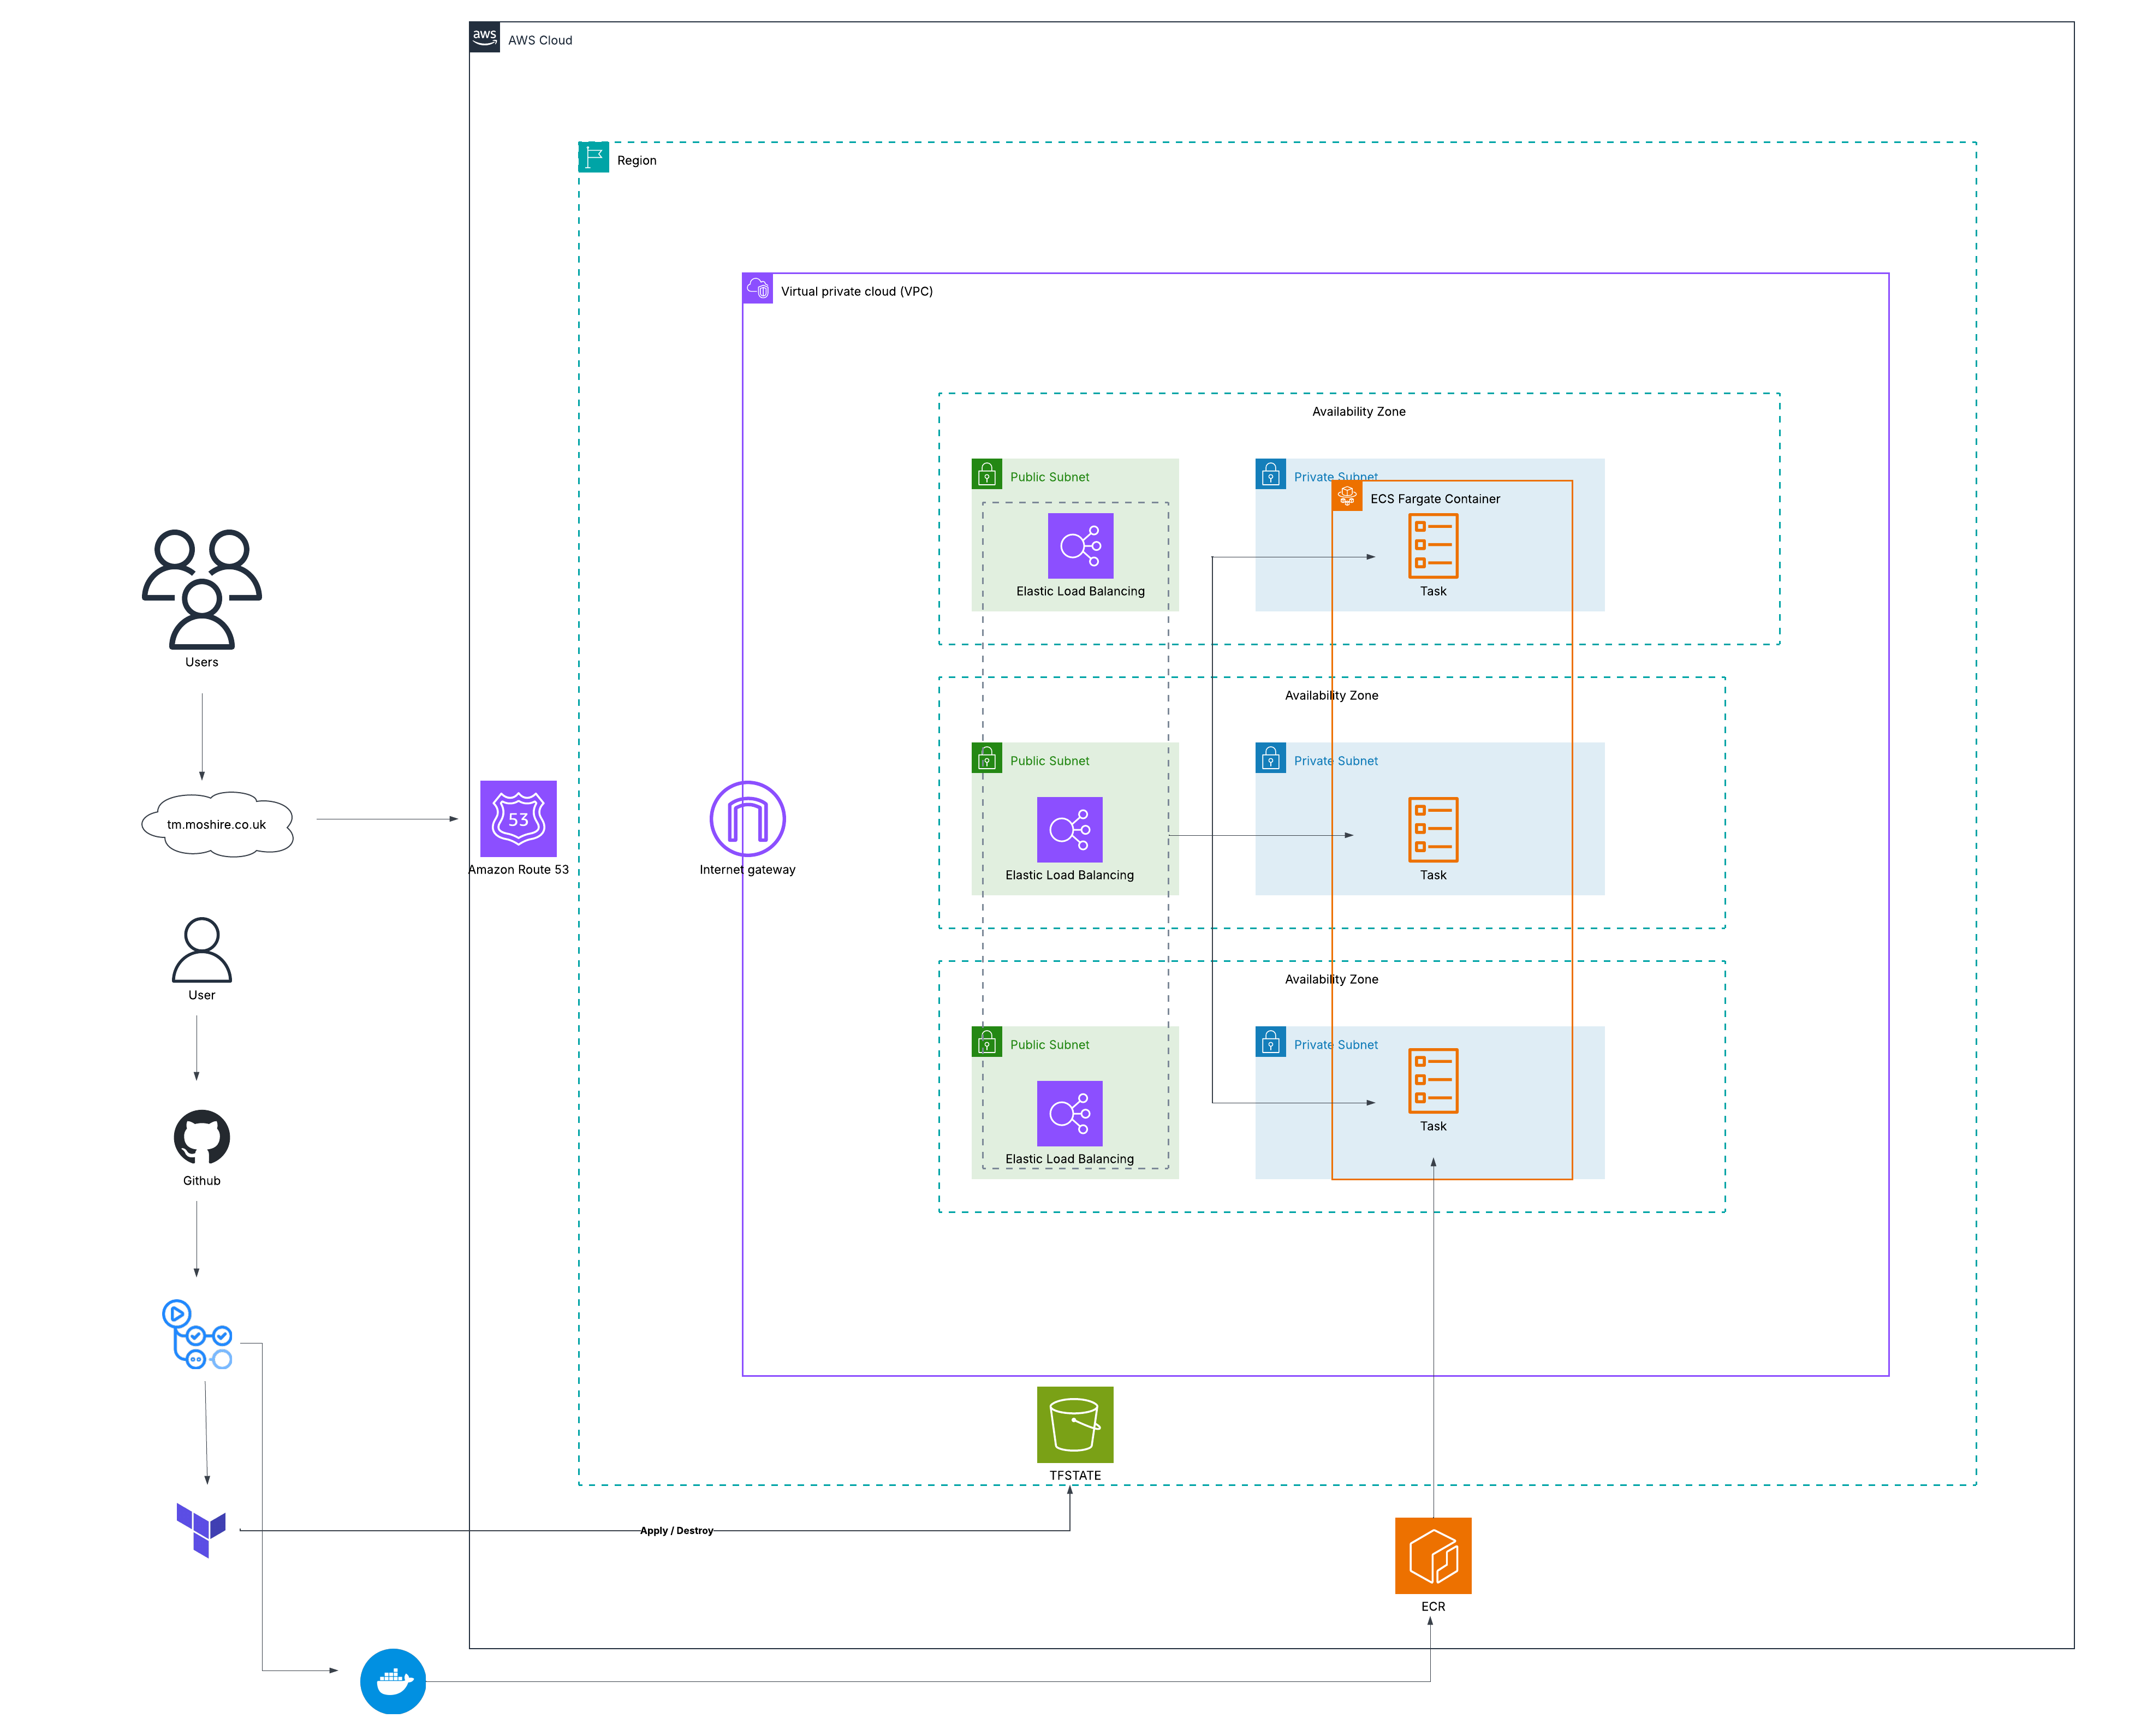 aws
AWS Cloud
Region
Virtual private cloud (VPC)
Availability Zone
Public Subnet
Private Subnet
ECS Fargate Container
Elastic Load Balancing
Task
Users
Availability Zone
Public Subnet
Private Subnet
tm.moshire.co.uk
53
Amazon Route 53
Internet gateway
Elastic Load Balancing
Task
User
Availability Zone
Public Subnet
Private Subnet
Elastic Load Balancing
Task
Github
TFSTATE
Apply / Destroy
ECR